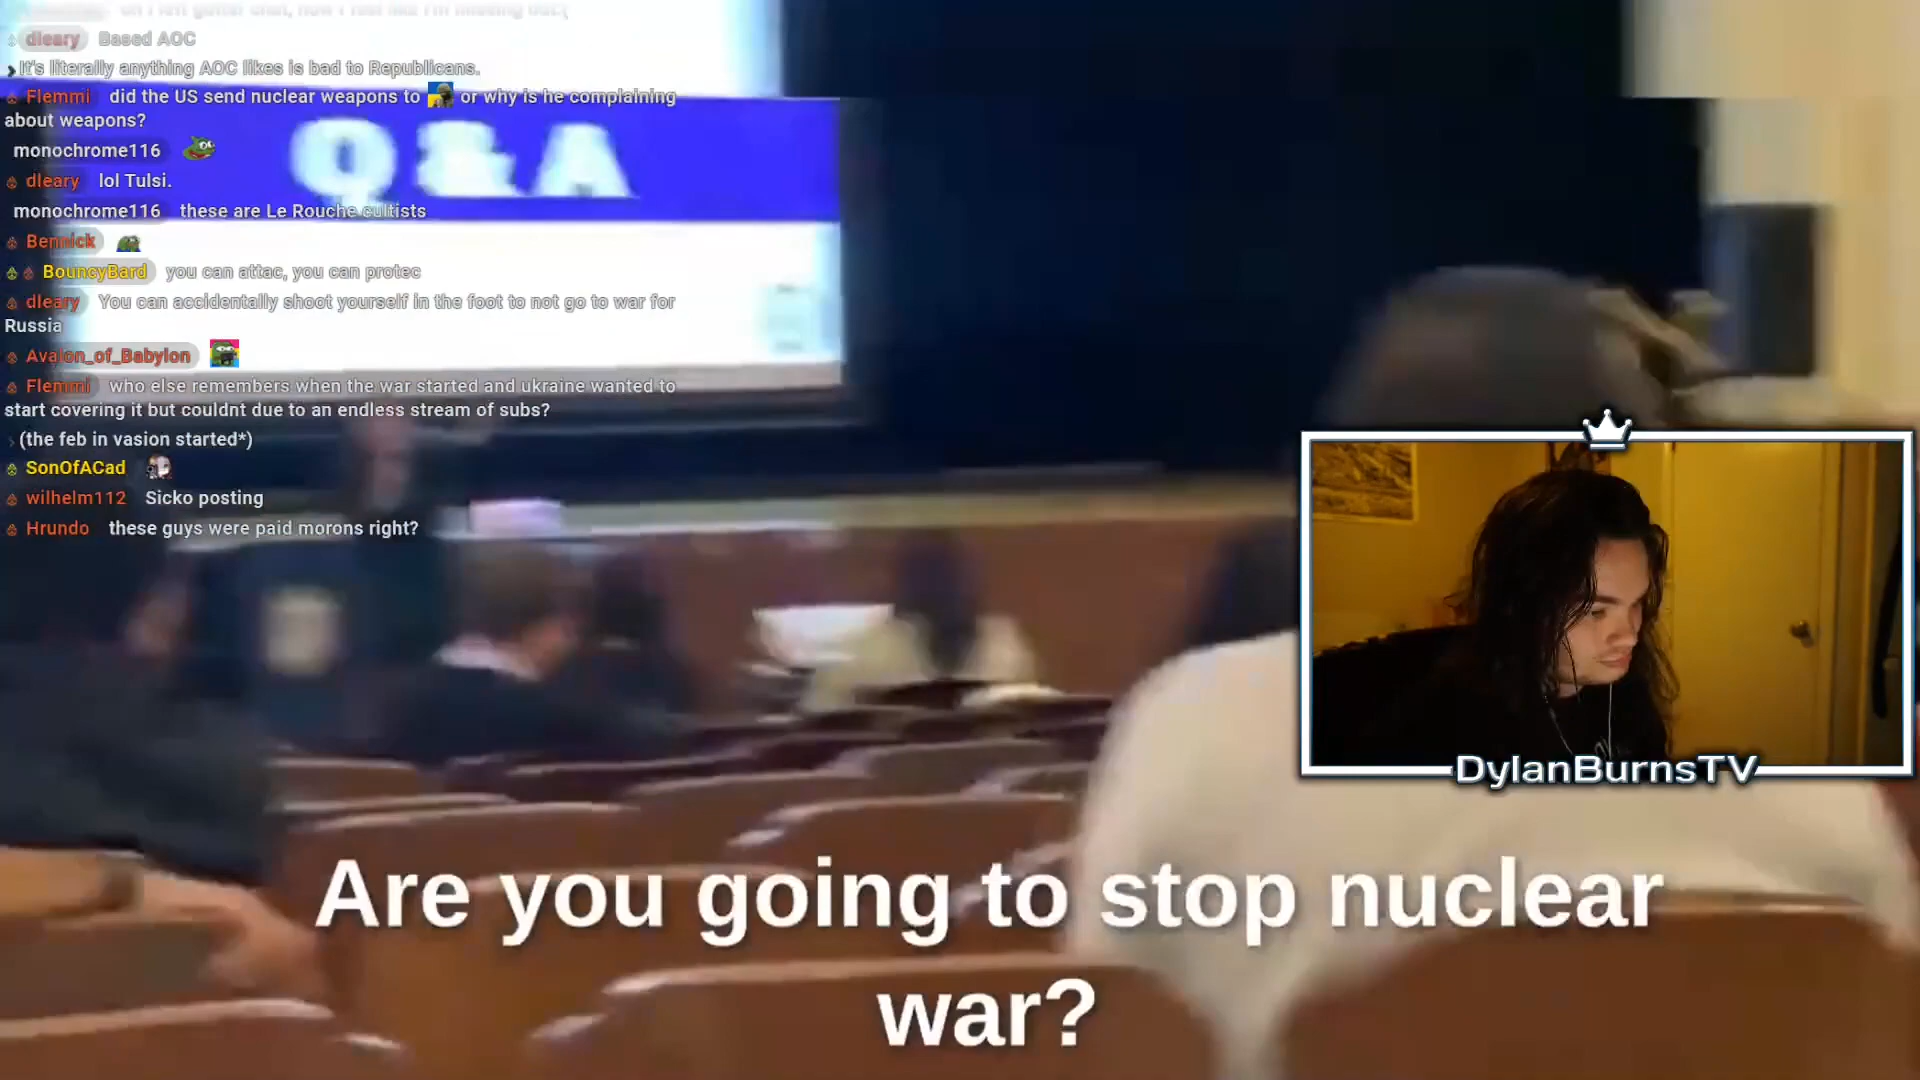 dleary Based AOC
It's literally anything AOC likes is bad to Republicans.
Flemmi did the US send nuclear weapons to or why is he complaining
about weapons?
monochrome116
dleary lol Tulsi.
monochrome116 these are Le Rouche cultists
Bennick
BouncyBard you can attac, you can protec
dleary You can accidentally shoot yourself in the foot to not go to war for
Russia
Avalon_of_Babylon
Flemmi who else remembers when the war started and ukraine wanted to
start covering it but couldnt due to an endless stream of subs?
(the feb in vasion started*)
SonOfACad
wilhelm112 Sicko posting
Hrundo these guys were paid morons right?
Q&A
DylanBurnsTV
Are you going to stop nuclear
war?